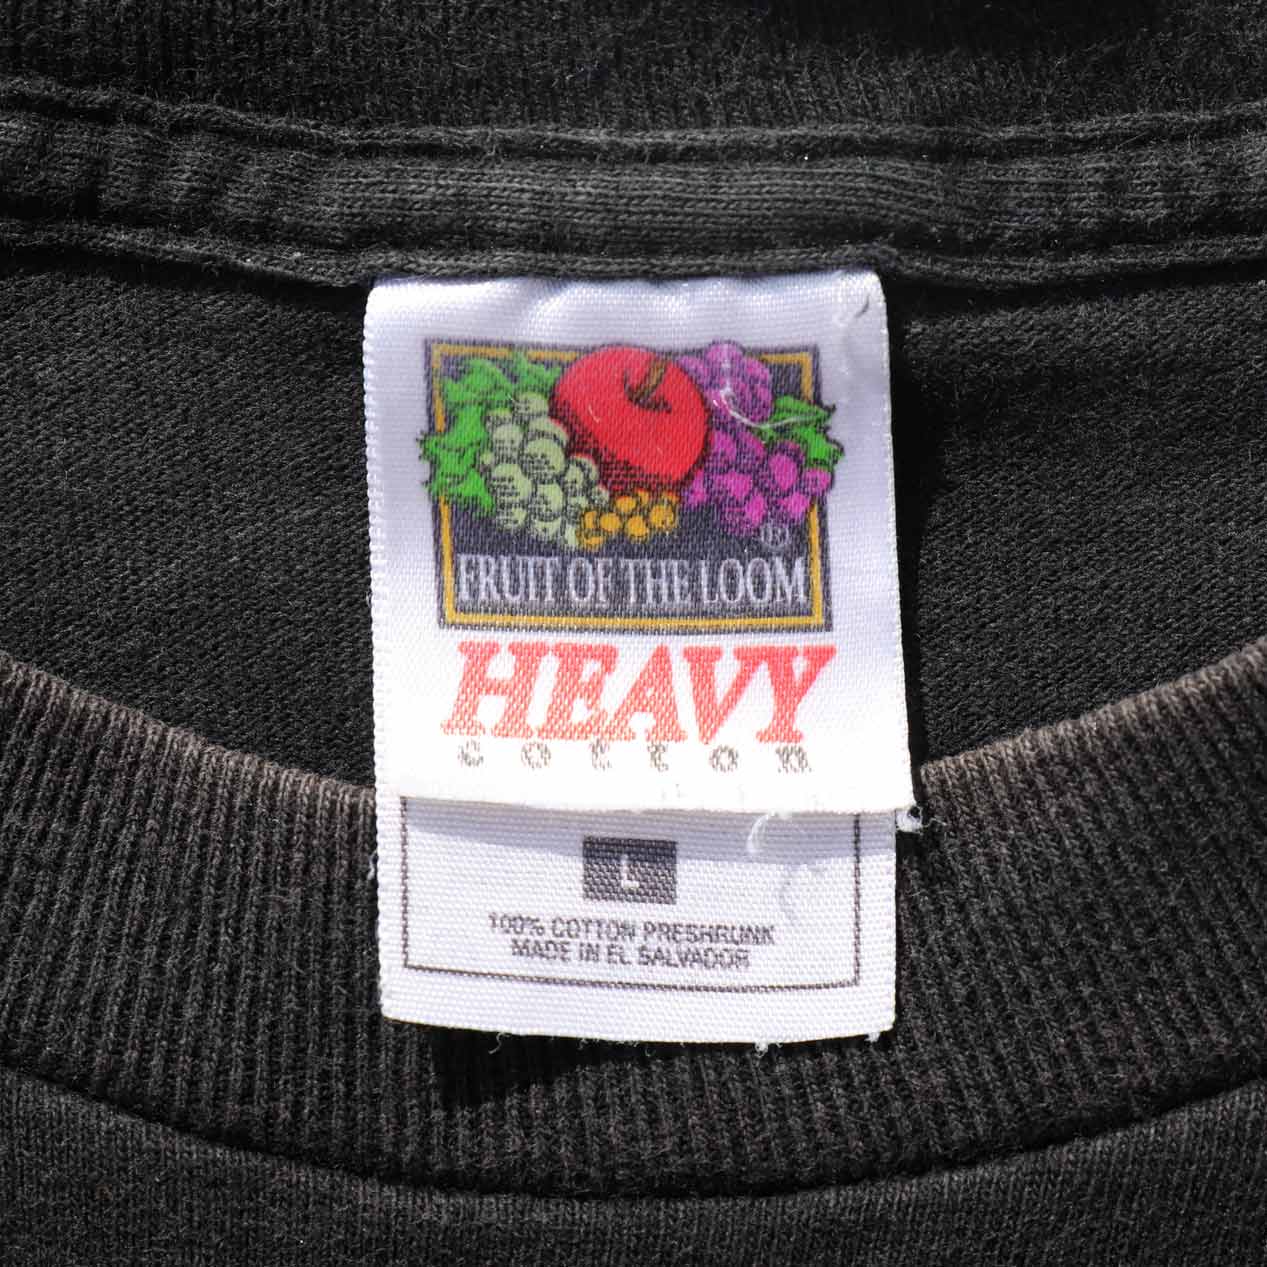 ®
FRUIT OF THE LOOM
HEAVY
cotton
L
100% COTTON PRESHRUNK
MADE IN EL SALVADOR